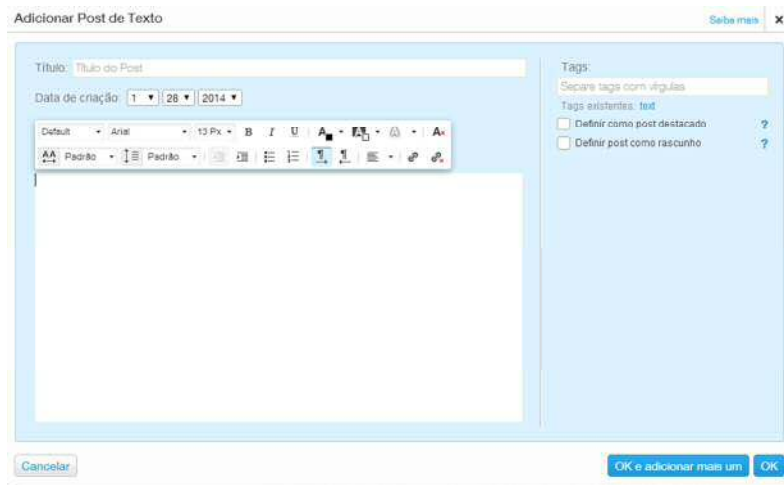 Adicionar Post de Texto
Saiba mais
x
Título: Título do Post
Data de criação: 1 28 2014
Default Arial 13 Px B I U A A A
AA Padrão Padrão
Tags:
Separe tags com vírgulas
Tags existentes: text
Definir como post destacado ?
Definir post como rascunho ?
Cancelar
OK e adicionar mais um
OK